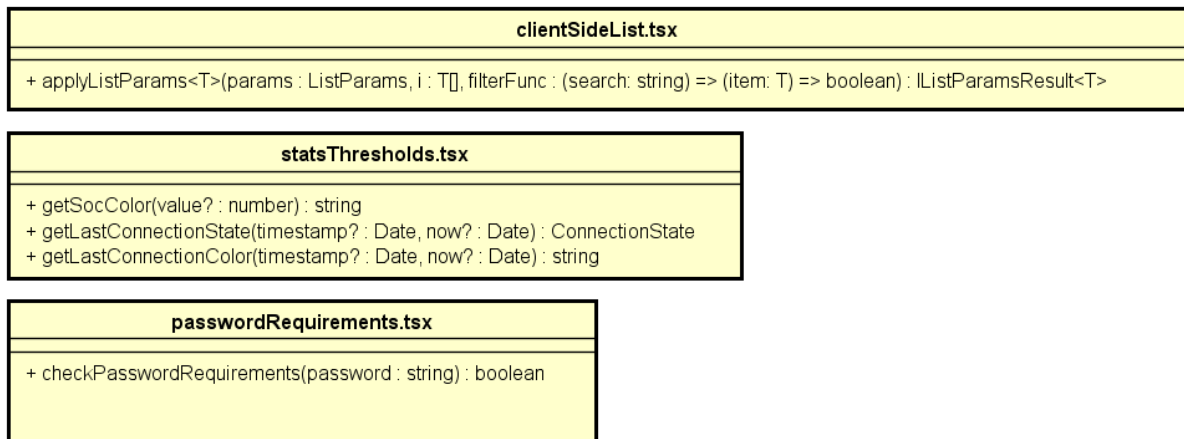 clientSideList.tsx
+ applyListParams<T>(params : ListParams, i : T[], filterFunc : (search: string) => (item: T) => boolean) : IListParamsResult<T>
statsThresholds.tsx
+ getSocColor(value? : number) : string
+ getLastConnectionState(timestamp? : Date, now? : Date) : ConnectionState
+ getLastConnectionColor(timestamp? : Date, now? : Date) : string
passwordRequirements.tsx
+ checkPasswordRequirements(password : string) : boolean